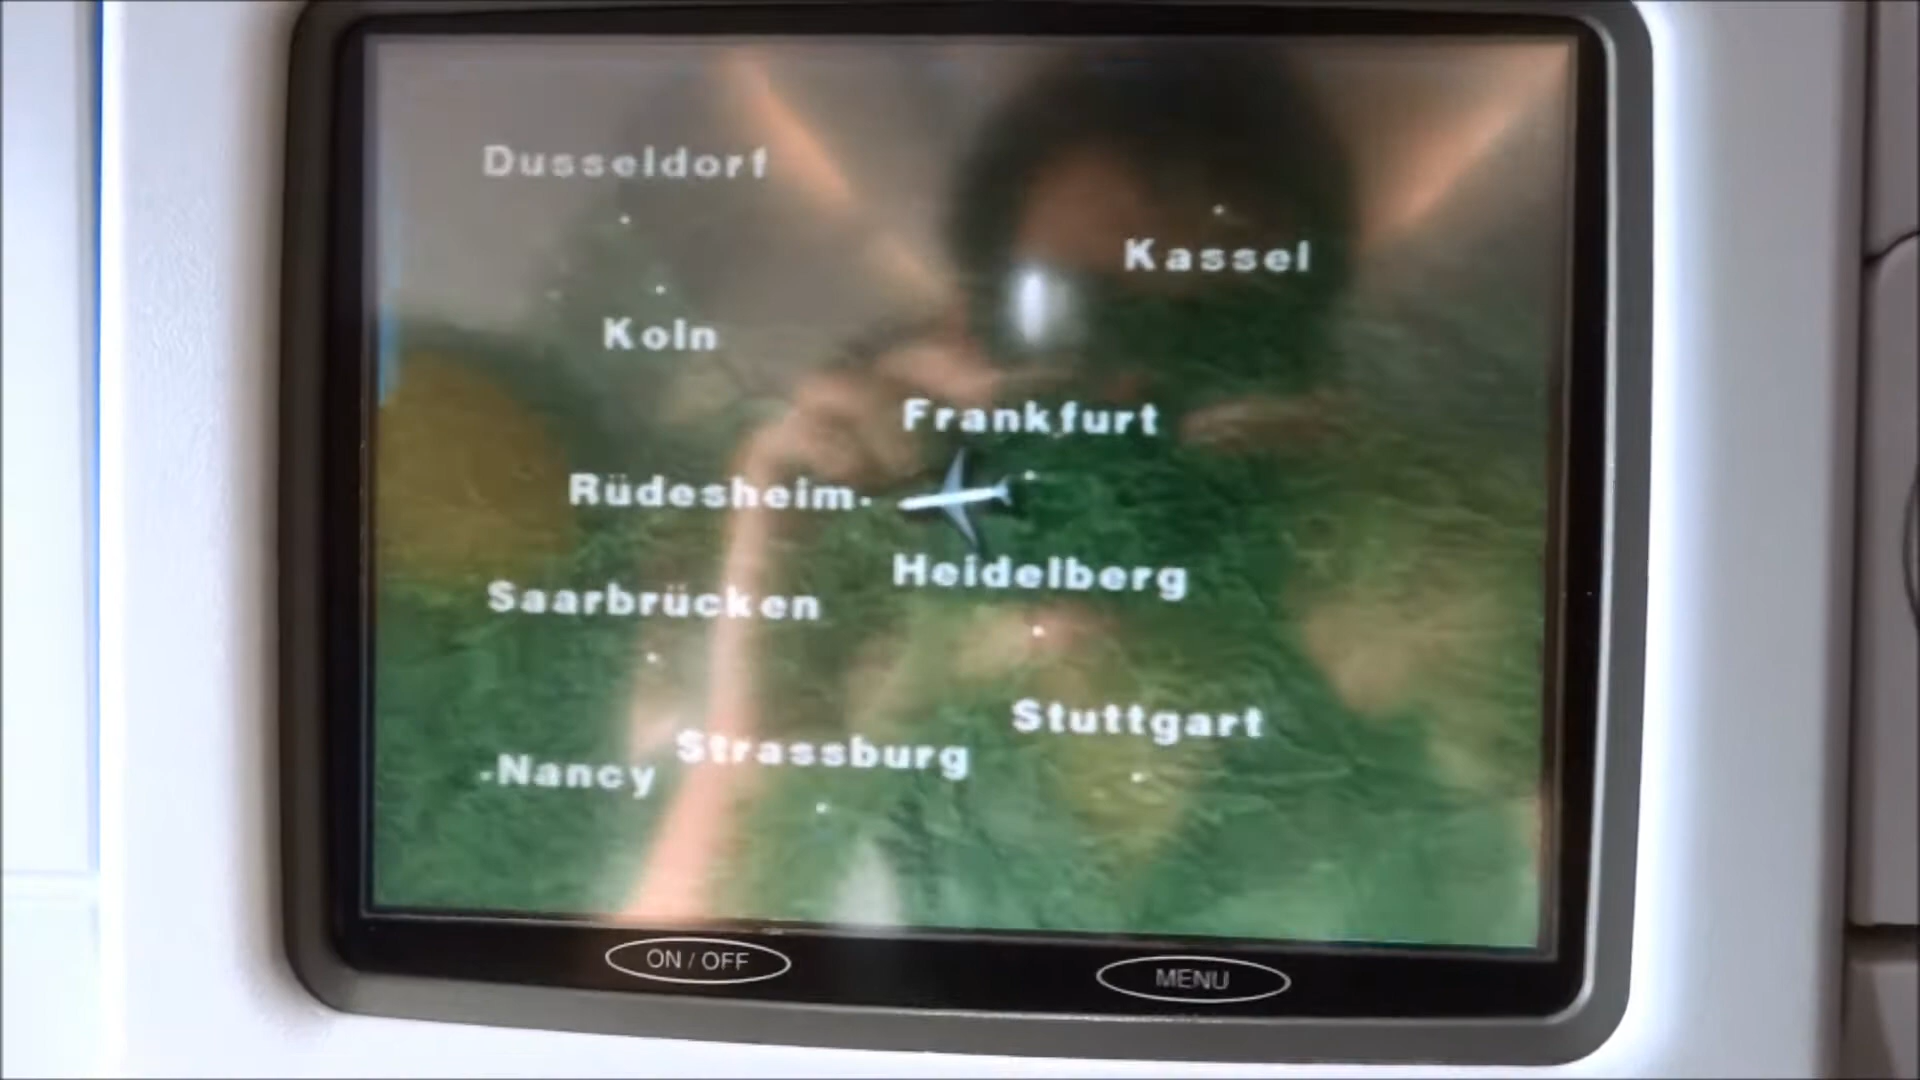 Dusseldorf
Kassel
Koln
Frankfurt
Rüdesheim
Heidelberg
Saarbrücken
Stuttgart
Strassburg
Nancy
ON / OFF
MENU